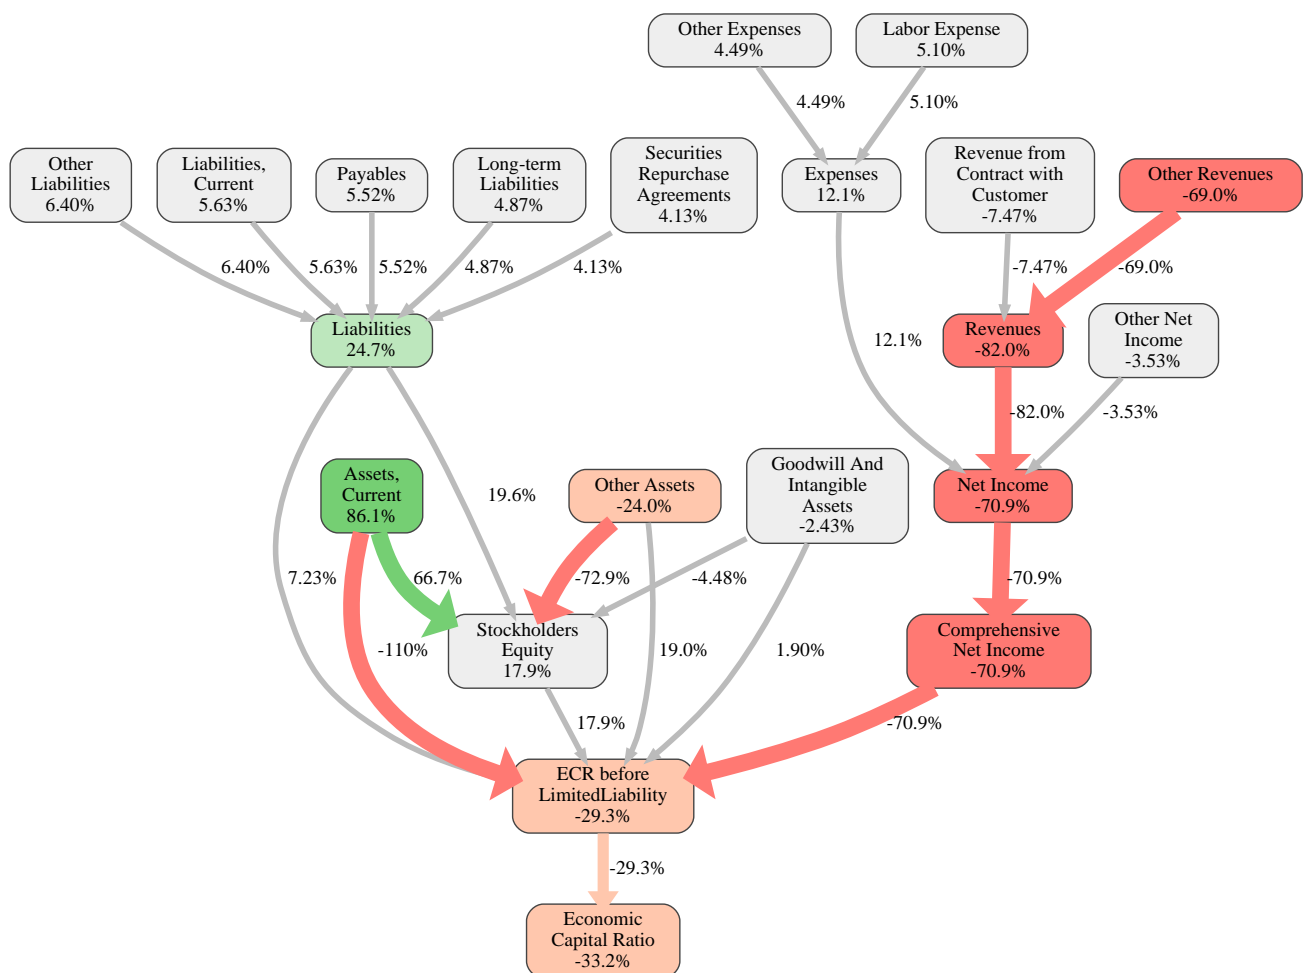 Other Expenses
4.49%
Labor Expense
5.10%
4.49%
5.10%
Other
Liabilities
6.40%
Liabilities,
Current
5.63%
Payables
5.52%
Long-term
Liabilities
4.87%
Securities
Repurchase
Agreements
4.13%
Expenses
12.1%
Revenue from
Contract with
Customer
-7.47%
Other Revenues
-69.0%
6.40%
5.63%
5.52%
4.87%
4.13%
-7.47%
-69.0%
Liabilities
24.7%
12.1%
Revenues
-82.0%
Other Net
Income
-3.53%
-82.0%
-3.53%
Assets,
Current
86.1%
19.6%
Other Assets
-24.0%
Goodwill And
Intangible
Assets
-2.43%
Net Income
-70.9%
7.23%
66.7%
-72.9%
-4.48%
-70.9%
Stockholders
Equity
17.9%
-110%
19.0%
1.90%
Comprehensive
Net Income
-70.9%
17.9%
-70.9%
ECR before
LimitedLiability
-29.3%
-29.3%
Economic
Capital Ratio
-33.2%